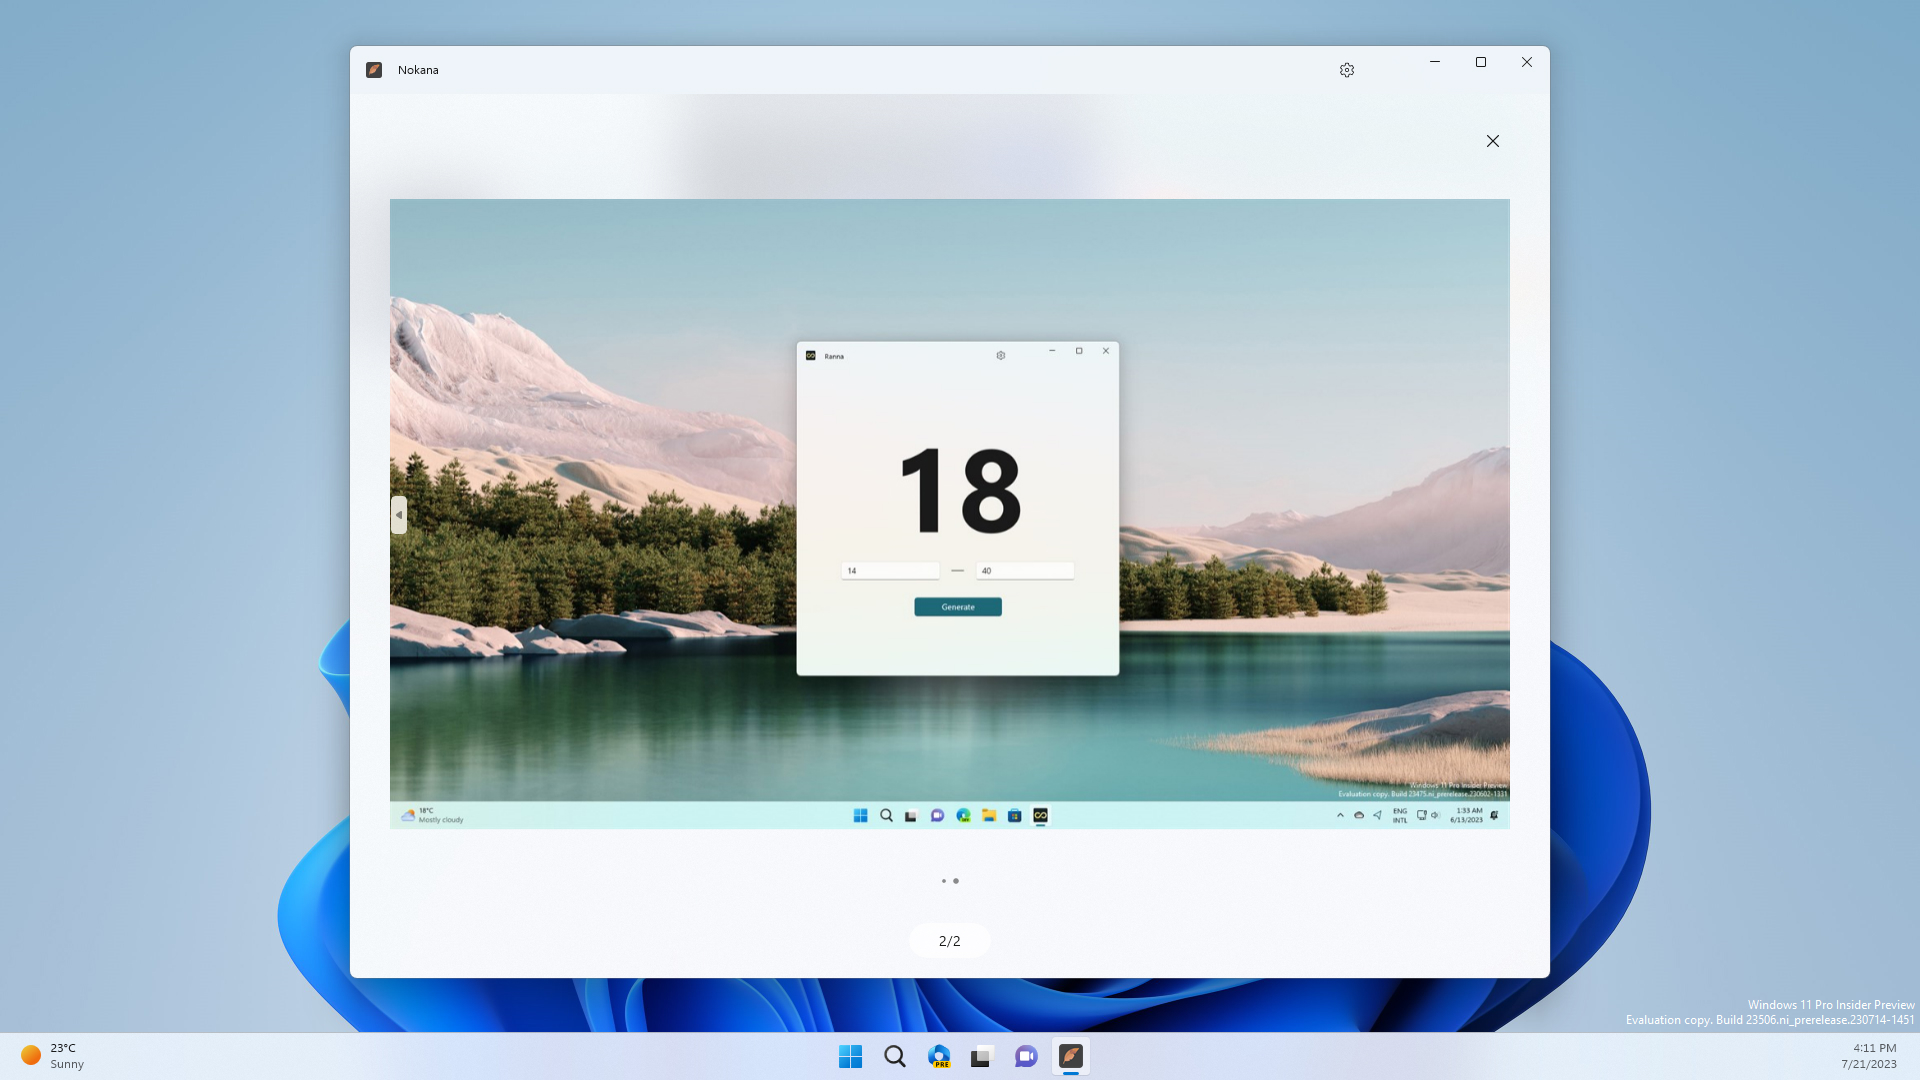 Nokana
Ranna
18
14
40
Generate
Windows 11 Pro Insider Preview
Evaluation copy. Build 23475.ni_prerelease.230602-1331
18°C
Mostly cloudy
ENG
INTL
1:33 AM
6/13/2023
2/2
Windows 11 Pro Insider Preview
Evaluation copy. Build 23506.ni_prerelease.230714-1451
23°C
Sunny
PRE
4:11 PM
7/21/2023